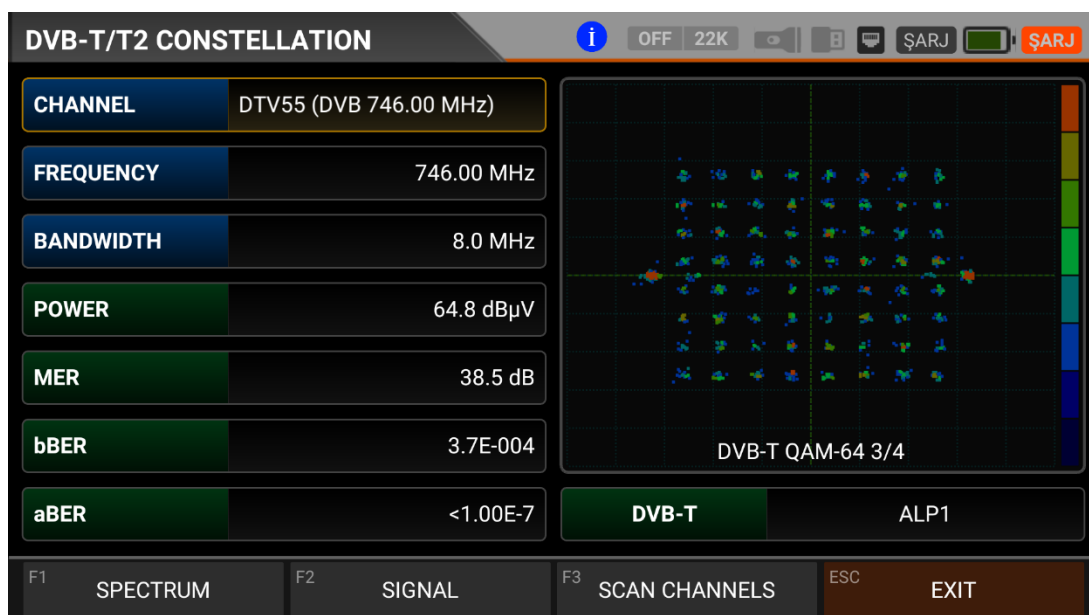 DVB-T/T2 CONSTELLATION
i OFF 22K ŞARJ ŞARJ
CHANNEL DTV55 (DVB 746.00 MHz)
FREQUENCY 746.00 MHz
BANDWIDTH 8.0 MHz
POWER 64.8 dBµV
MER 38.5 dB
bBER 3.7E-004
aBER <1.00E-7
DVB-T QAM-64 3/4
DVB-T ALP1
F1 SPECTRUM F2 SIGNAL F3 SCAN CHANNELS ESC EXIT